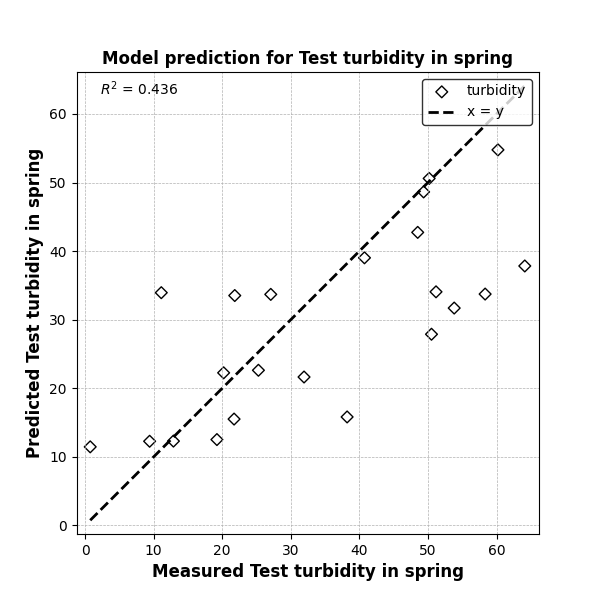 Model prediction for Test turbidity in spring
R² = 0.436
turbidity
x = y
Predicted Test turbidity in spring
60
50
40
30
20
10
0
0 10 20 30 40 50 60
Measured Test turbidity in spring